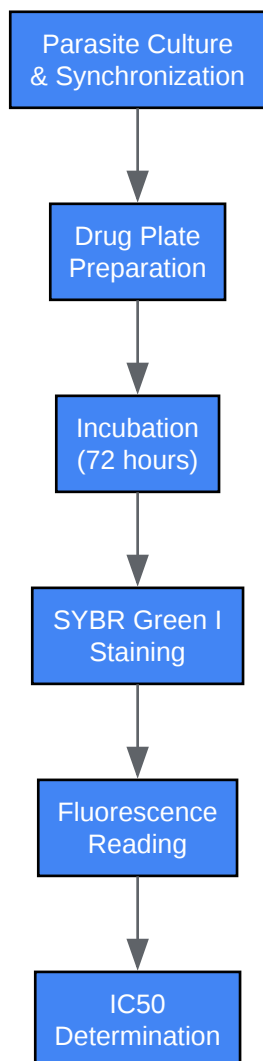 Parasite Culture
& Synchronization
Drug Plate
Preparation
Incubation
(72 hours)
SYBR Green I
Staining
Fluorescence
Reading
IC50
Determination